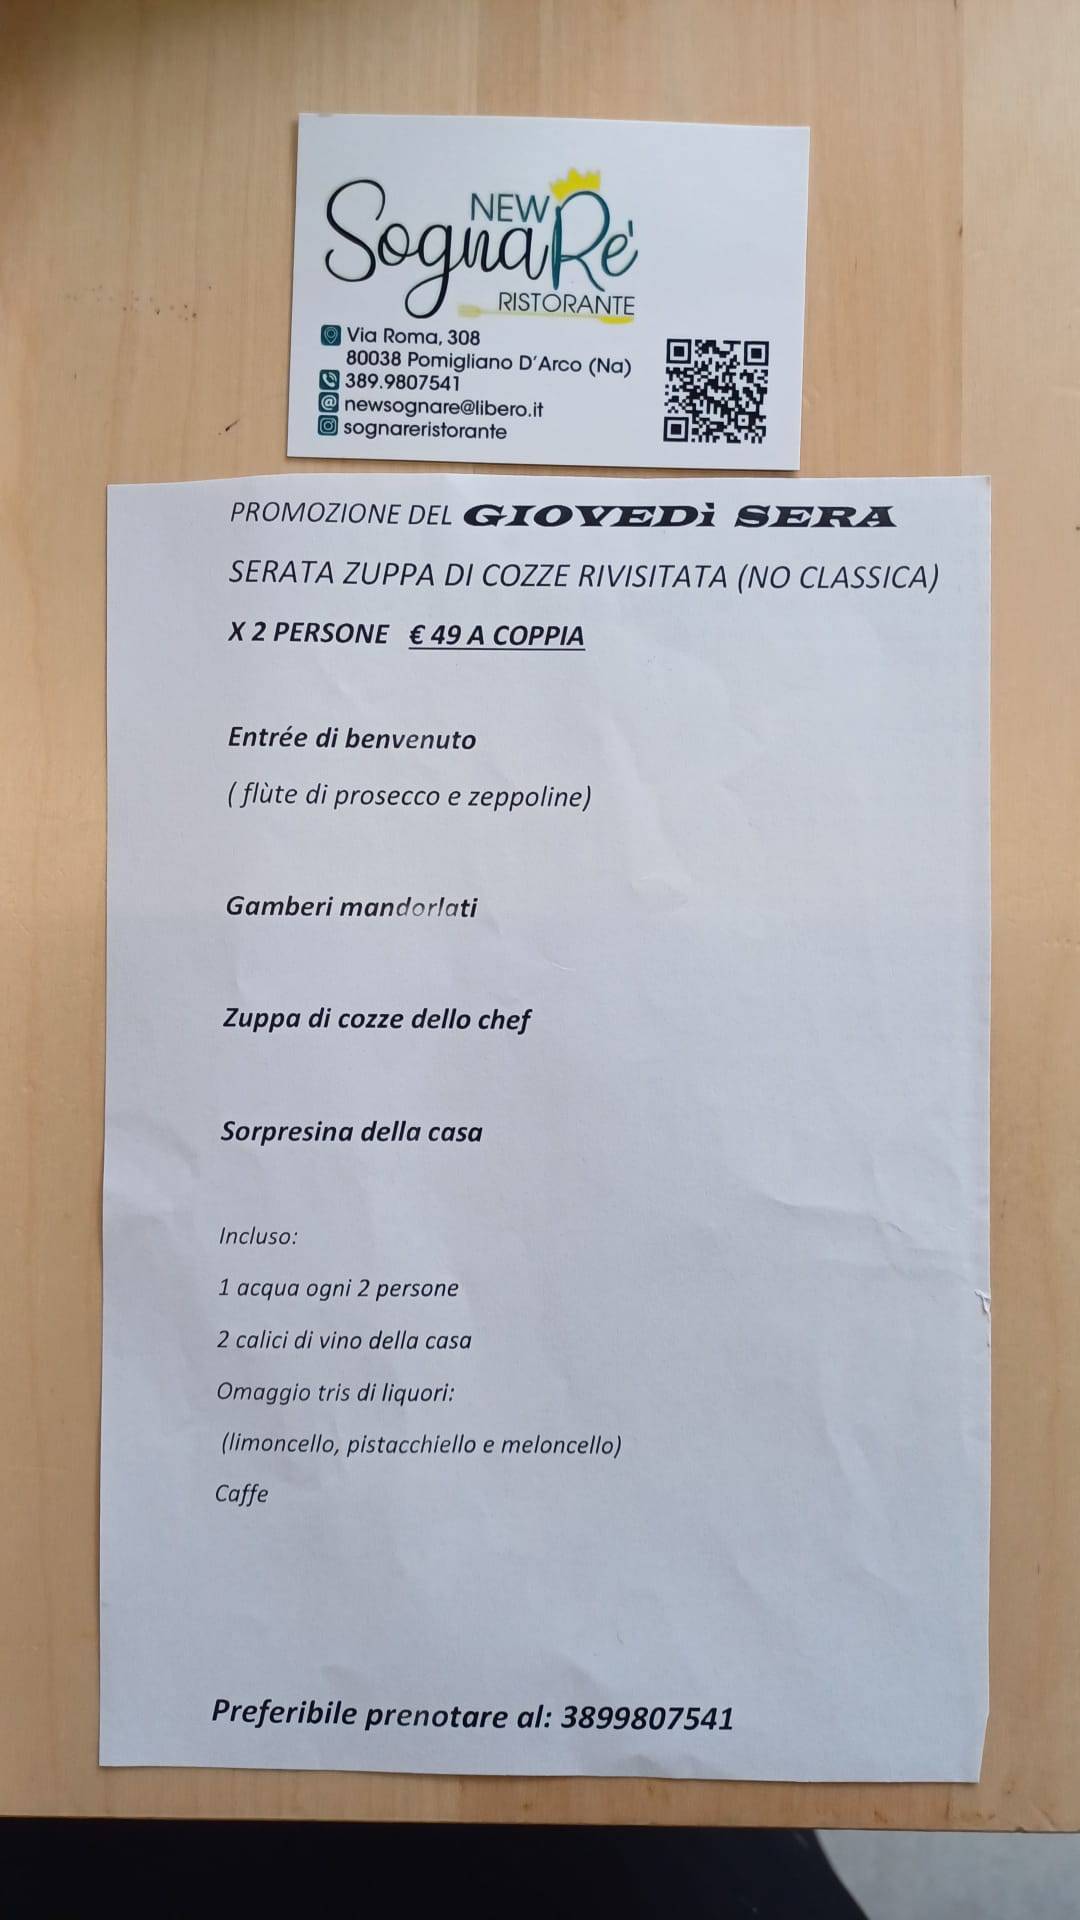 NEW
SognaRe'
RISTORANTE
Via Roma, 308
80038 Pomigliano D'Arco (Na)
389.9807541
newsognare@libero.it
sognareristorante
PROMOZIONE DEL GIOVEDì SERA
SERATA ZUPPA DI COZZE RIVISITATA (NO CLASSICA)
X 2 PERSONE € 49 A COPPIA
Entrée di benvenuto
( flùte di prosecco e zeppoline)
Gamberi mandorlati
Zuppa di cozze dello chef
Sorpresina della casa
Incluso:
1 acqua ogni 2 persone
2 calici di vino della casa
Omaggio tris di liquori:
(limoncello, pistacchiello e meloncello)
Caffe
Preferibile prenotare al: 3899807541